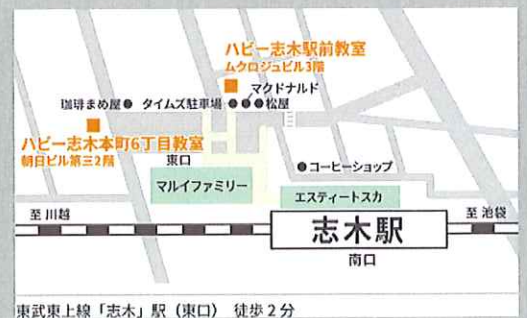 ハビー志木駅前教室
ムクロジュビル3階
マクドナルド
珈琲まめ屋 タイムズ駐車場 松屋
ハビー志木本町6丁目教室
朝日ビル第三2階
東口
コーヒーショップ
マルイファミリー
エスティートスカ
至 川越
至 池袋
志木駅
南口
東武東上線「志木」駅（東口） 徒歩2分